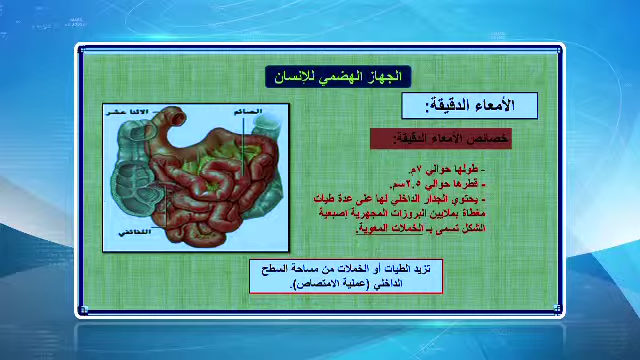 الجهاز الهضمي للإنسان
الأمعاء الدقيقة:
خصائص الأمعاء الدقيقة:
الاثنا عشر
الصائم
اللفائفي
- طولها حوالي ٧م.
- قطرها حوالي ٢.٥سم.
- يحتوي الجدار الداخلي لها على عدة طيات
مغطاة بملايين البروزات المجهرية إصبعية
الشكل تسمى بـ الخملات المعوية.
تزيد الطيات أو الخملات من مساحة السطح
الداخلي (عملية الامتصاص).